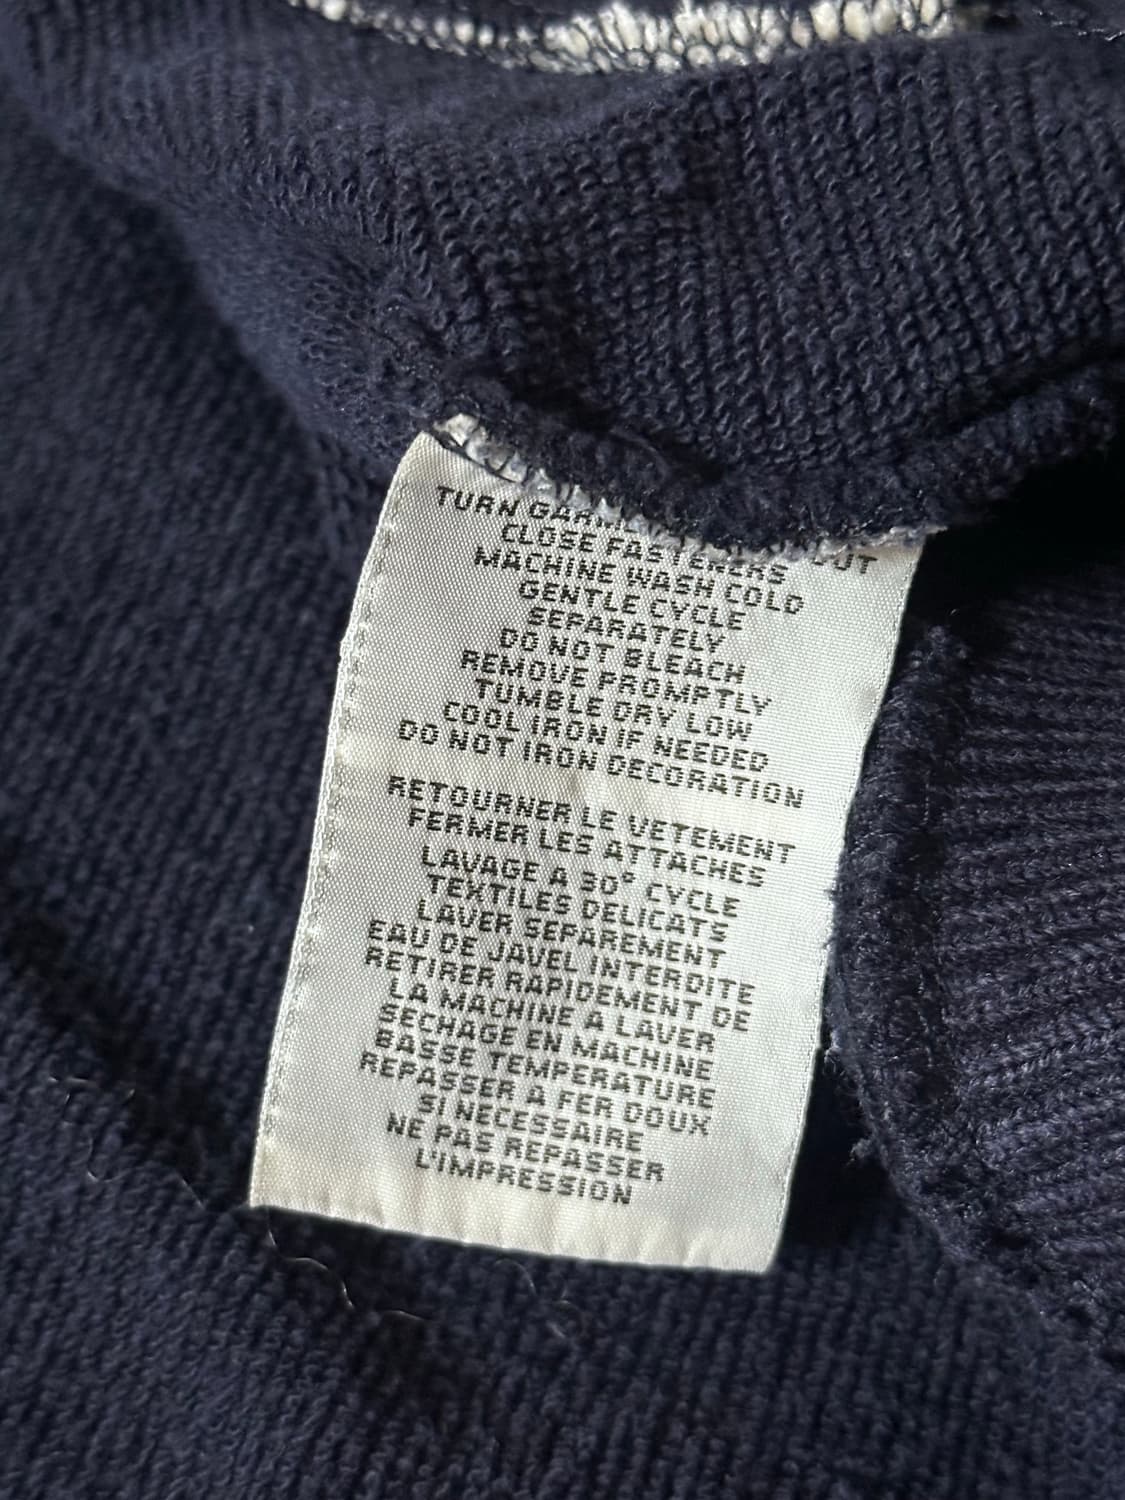 TURN GARMENT OUT
CLOSE FASTENERS
MACHINE WASH COLD
GENTLE CYCLE
SEPARATELY
DO NOT BLEACH
REMOVE PROMPTLY
TUMBLE DRY LOW
COOL IRON IF NEEDED
DO NOT IRON DECORATION
RETOURNER LE VETEMENT
FERMER LES ATTACHES
LAVAGE A 30° CYCLE
TEXTILES DELICATS
LAVER SEPAREMENT
EAU DE JAVEL INTERDITE
RETIRER RAPIDEMENT DE
LA MACHINE A LAVER
SECHAGE EN MACHINE
BASSE TEMPERATURE
REPASSER A FER DOUX
SI NECESSAIRE
NE PAS REPASSER
L'IMPRESSION